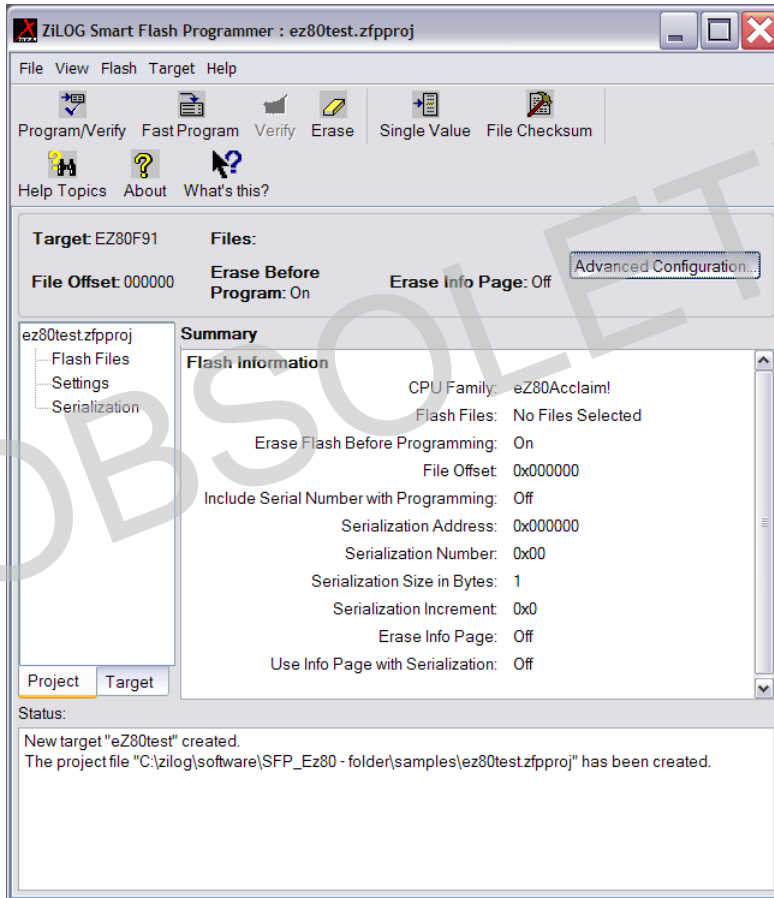 ZiLOG Smart Flash Programmer : ez80test.zfpproj
File View Flash Target Help
Program/Verify Fast Program Verify Erase Single Value File Checksum
Help Topics About What's this?
Target: EZ80F91 Files:
File Offset: 000000 Erase Before Program: On Erase Info Page: Off Advanced Configuration...
ez80test.zfpproj
Flash Files
Settings
Serialization
Project Target
Summary
Flash Information
CPU Family: eZ80Acclaim!
Flash Files: No Files Selected
Erase Flash Before Programming: On
File Offset: 0x000000
Include Serial Number with Programming: Off
Serialization Address: 0x000000
Serialization Number: 0x00
Serialization Size in Bytes: 1
Serialization Increment: 0x0
Erase Info Page: Off
Use Info Page with Serialization: Off
Status:
New target "eZ80test" created.
The project file "C:\zilog\software\SFP_Ez80 - folder\samples\ez80test.zfpproj" has been created.
OBSOLET